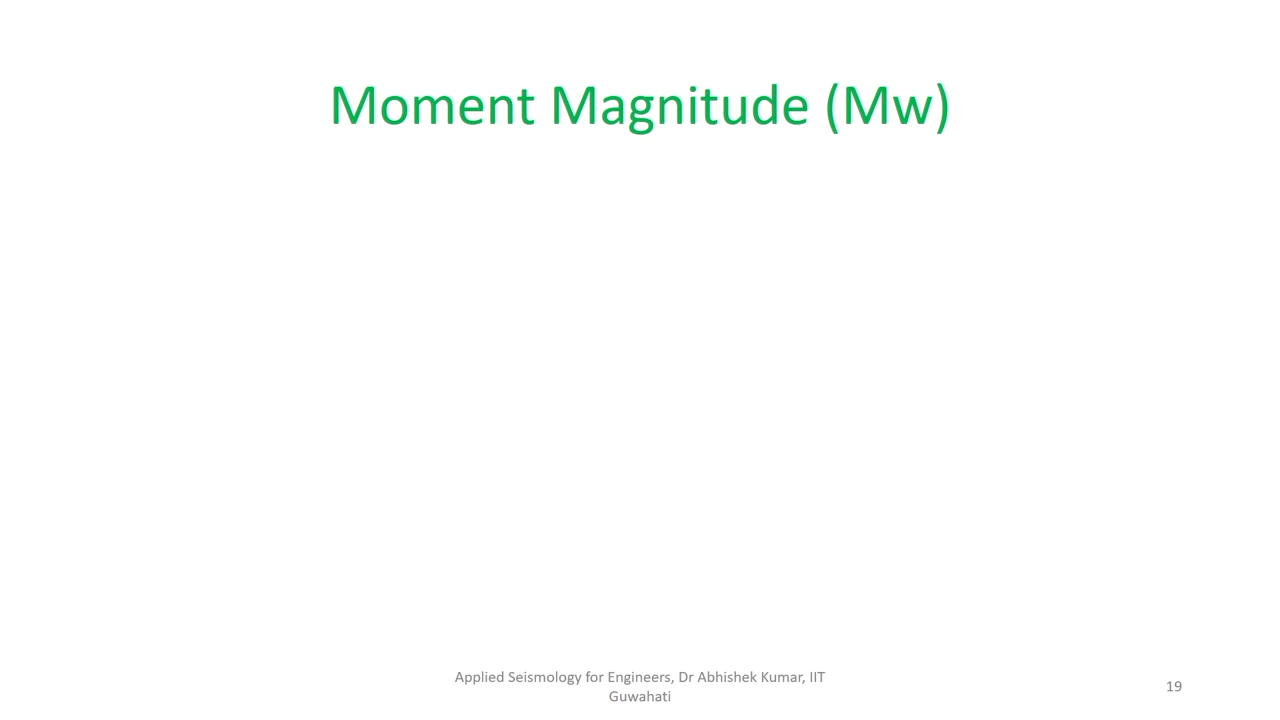 Moment Magnitude (Mw)
Applied Seismology for Engineers, Dr Abhishek Kumar, IIT
Guwahati
19